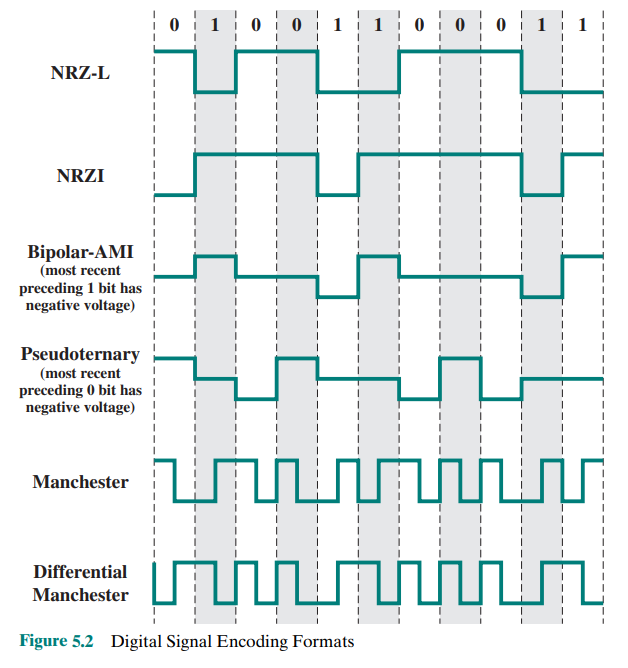 0 1 0 0 1 1 0 0 0 1 1
NRZ-L
NRZI
Bipolar-AMI
(most recent
preceding 1 bit has
negative voltage)
Pseudoternary
(most recent
preceding 0 bit has
negative voltage)
Manchester
Differential
Manchester
Figure 5.2 Digital Signal Encoding Formats